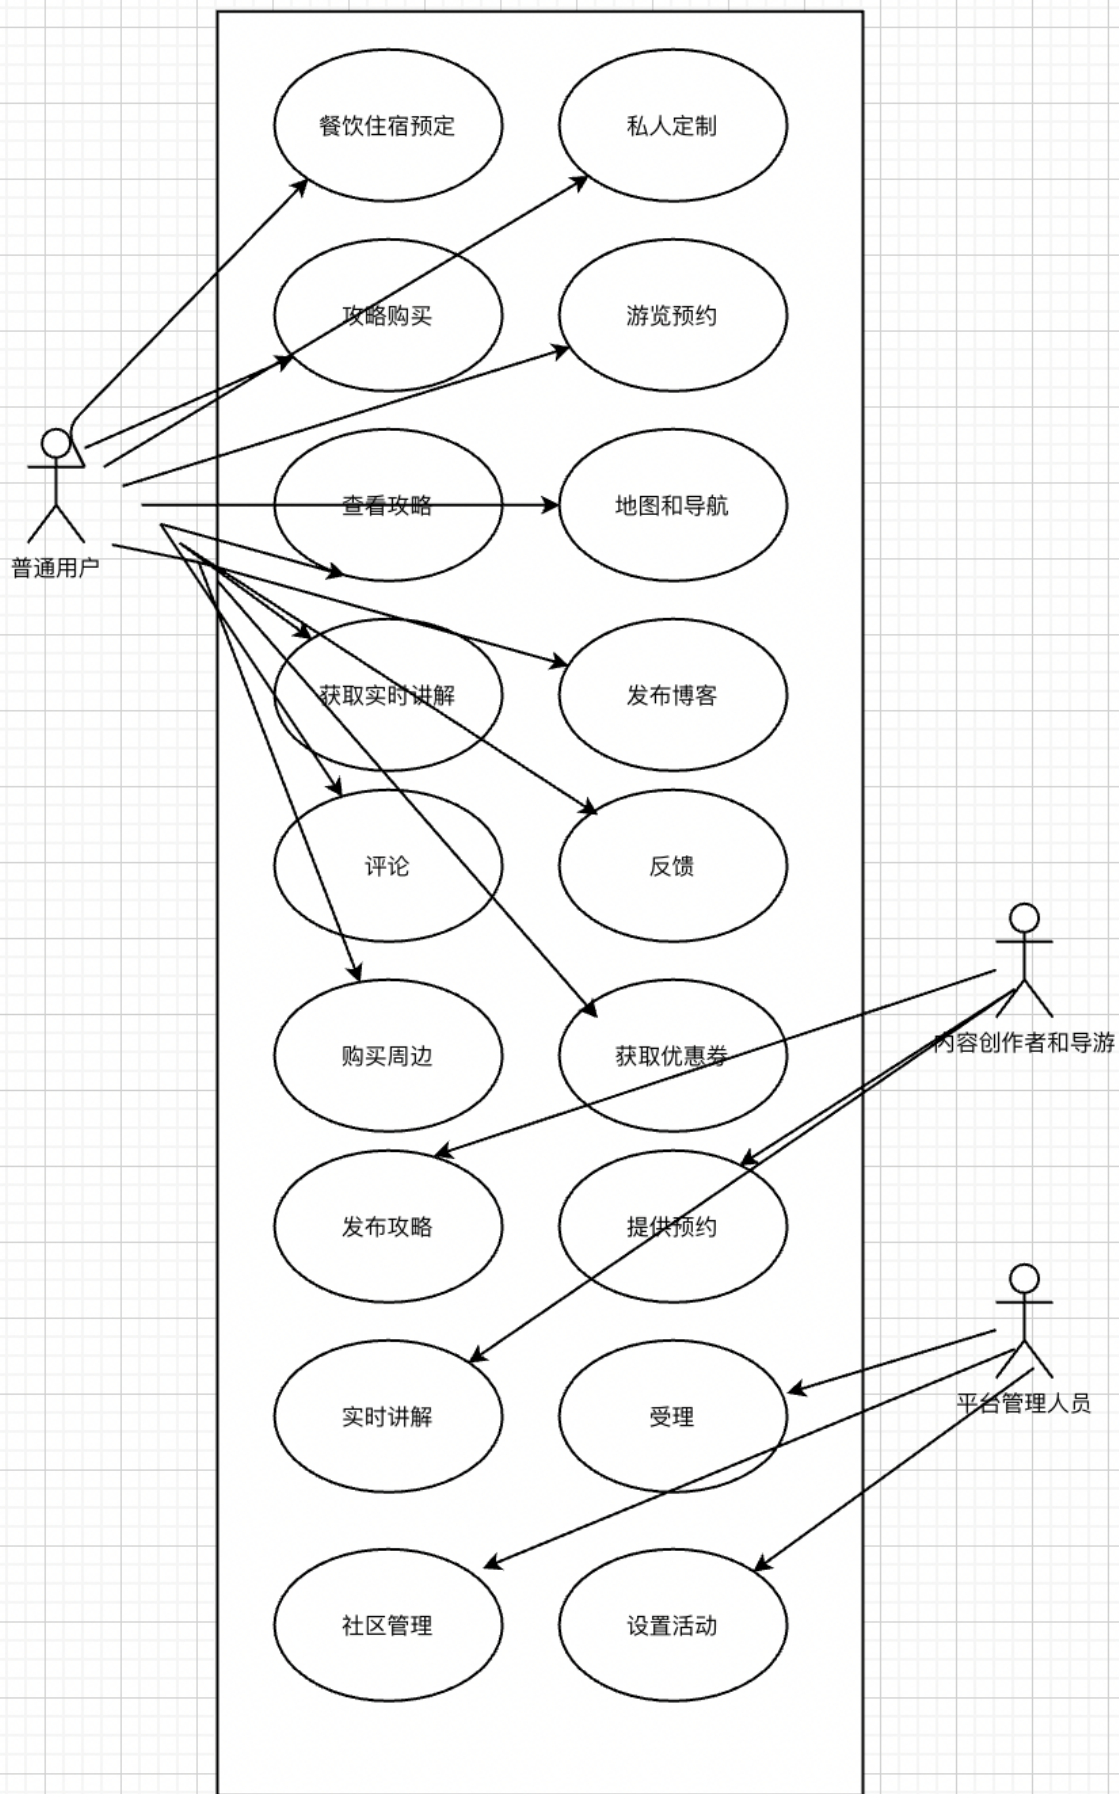 餐饮住宿预定
私人定制
攻略购买
游览预约
查看攻略
地图和导航
普通用户
获取实时讲解
发布博客
评论
反馈
购买周边
获取优惠券
内容创作者和导游
发布攻略
提供预约
实时讲解
受理
平台管理人员
社区管理
设置活动